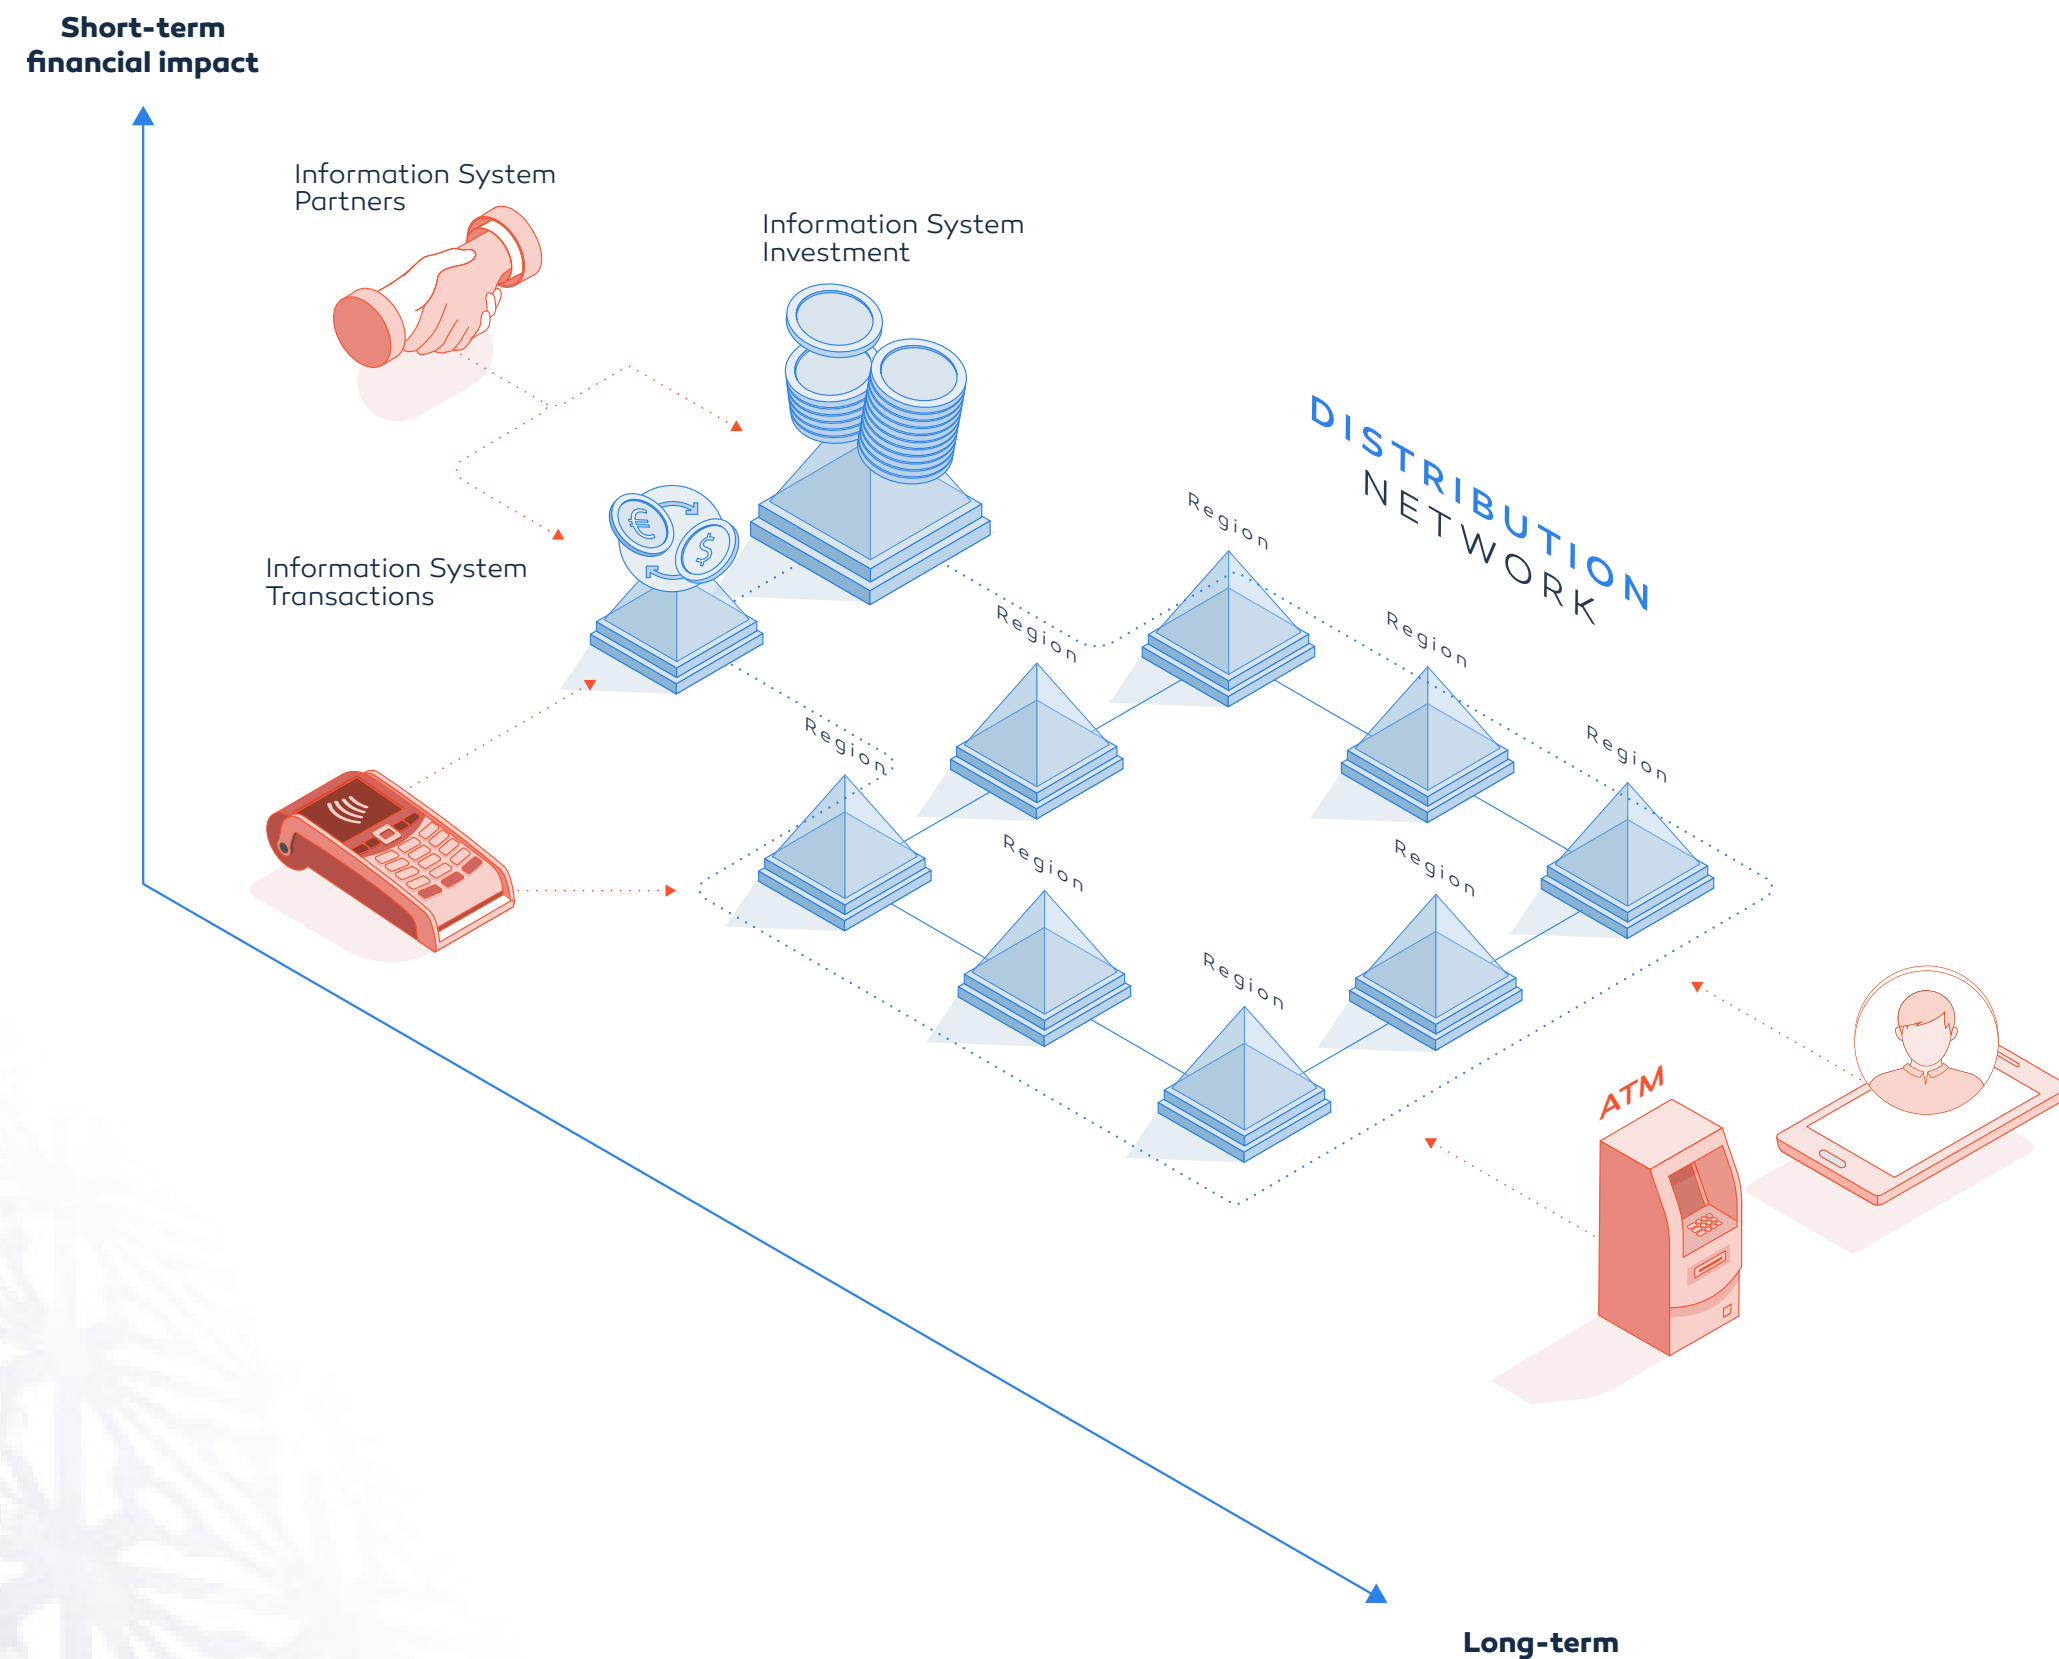 Short-term
financial impact
Information System
Partners
Information System
Investment
DISTRIBUTION
NETWORK
Region
Region
Region
Information System
Transactions
Region
Region
Region
Region
Region
ATM
€
$
Long-term